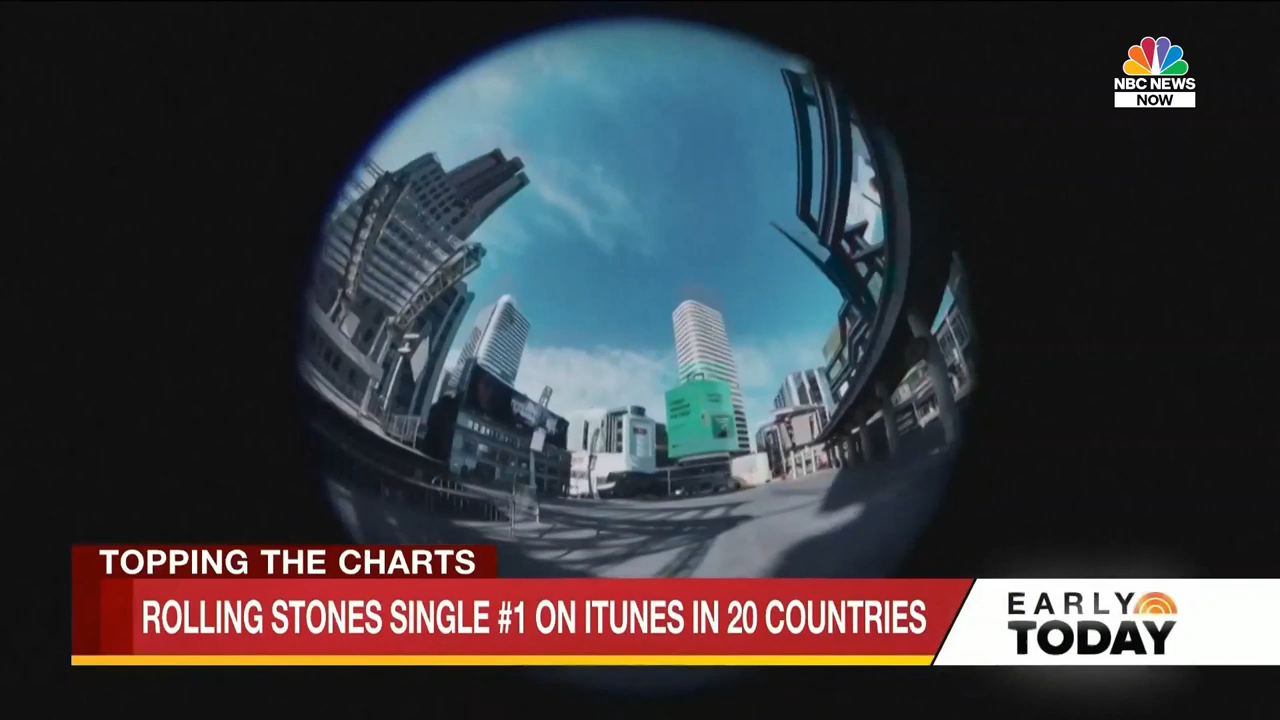 NBC NEWS
NOW
TOPPING THE CHARTS
ROLLING STONES SINGLE #1 ON ITUNES IN 20 COUNTRIES
EARLY
TODAY